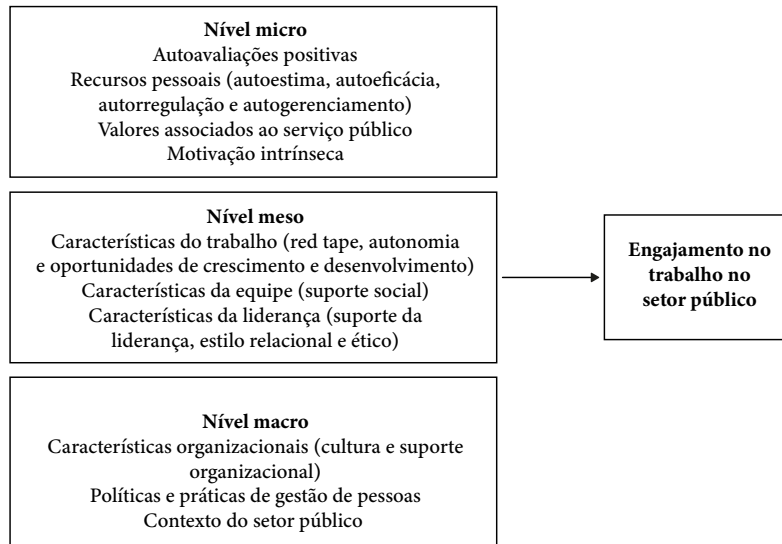 Nível micro
Autoavaliações positivas
Recursos pessoais (autoestima, autoeficácia,
autorregulação e autogerenciamento)
Valores associados ao serviço público
Motivação intrínseca
Nível meso
Características do trabalho (red tape, autonomia
e oportunidades de crescimento e desenvolvimento)
Características da equipe (suporte social)
Características da liderança (suporte da
liderança, estilo relacional e ético)
Engajamento no
trabalho no
setor público
Nível macro
Características organizacionais (cultura e suporte
organizacional)
Políticas e práticas de gestão de pessoas
Contexto do setor público